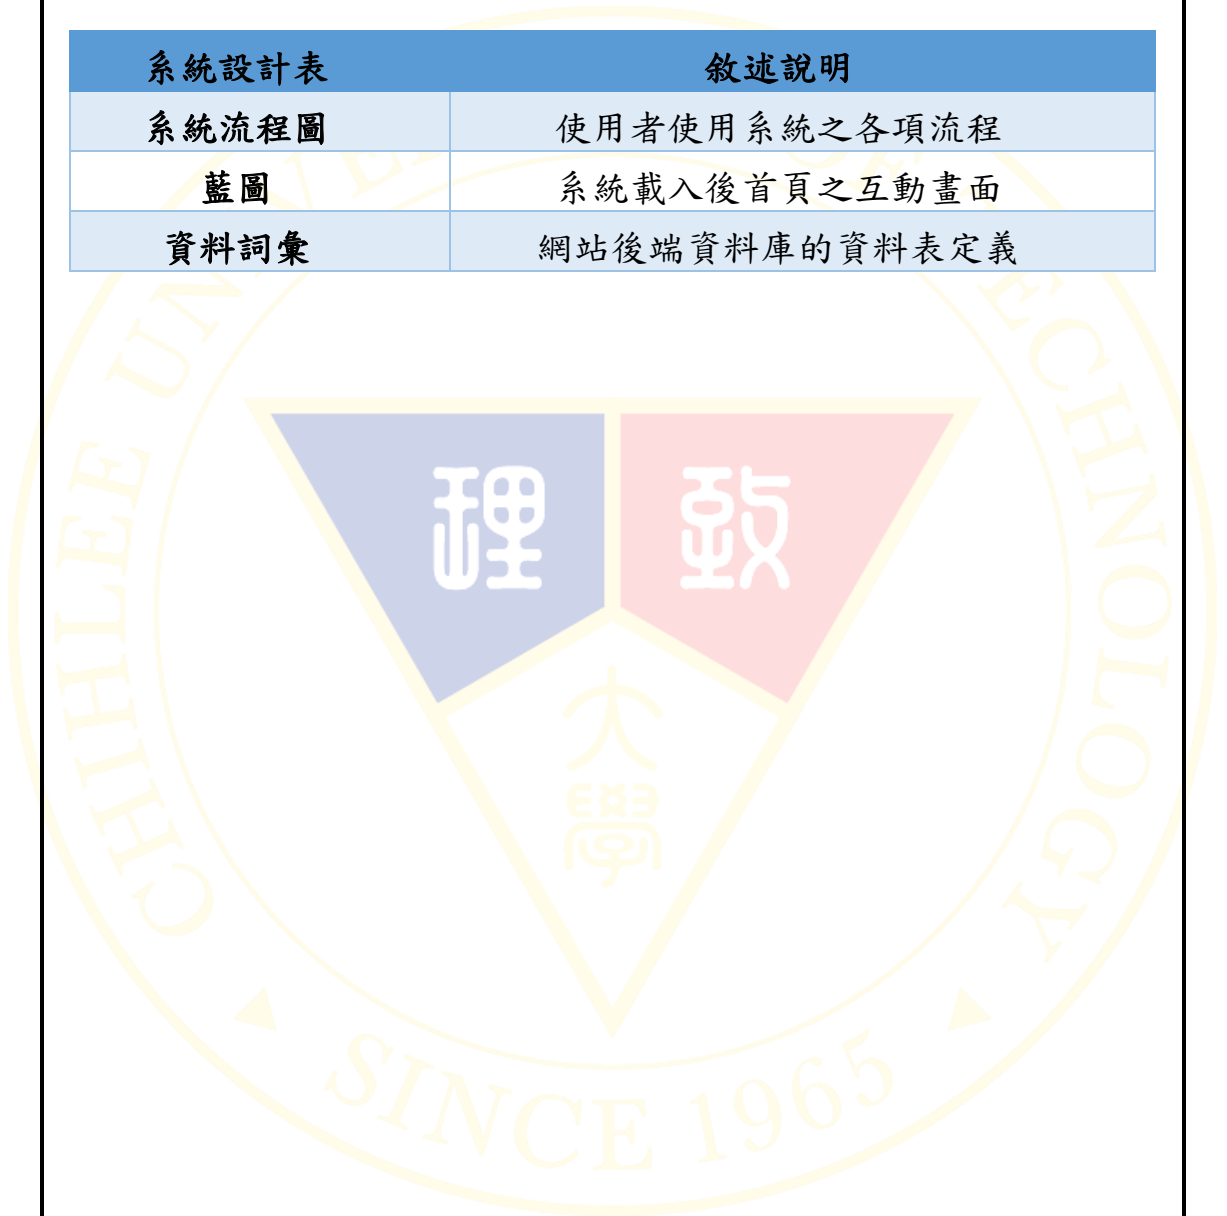 系統設計表 敘述說明
系統流程圖 使用者使用系統之各項流程
藍圖 系統載入後首頁之互動畫面
資料詞彙 網站後端資料庫的資料表定義
CHIHLEE UNIVERSITY OF TECHNOLOGY
理 致
大
學
SINCE 1965